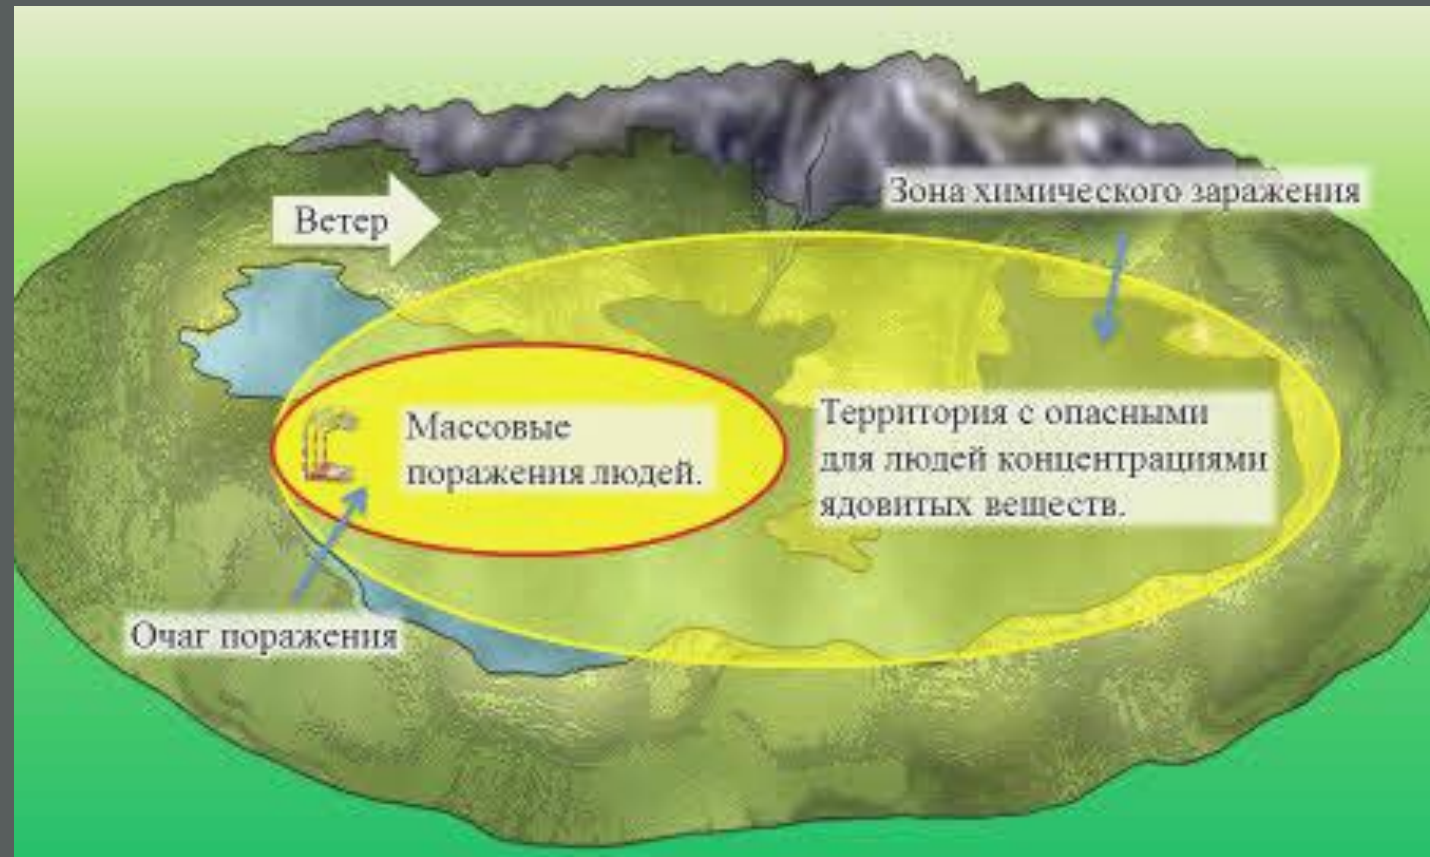 Зона химического заражения
Ветер
Массовые
поражения людей.
Территория с опасными
для людей концентрациями
ядовитых веществ.
Очаг поражения